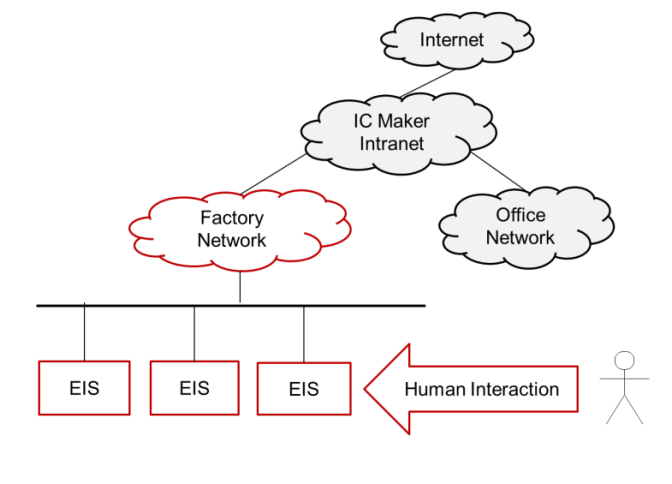 Internet
IC Maker
Intranet
Factory
Network
Office
Network
EIS
EIS
EIS
Human Interaction